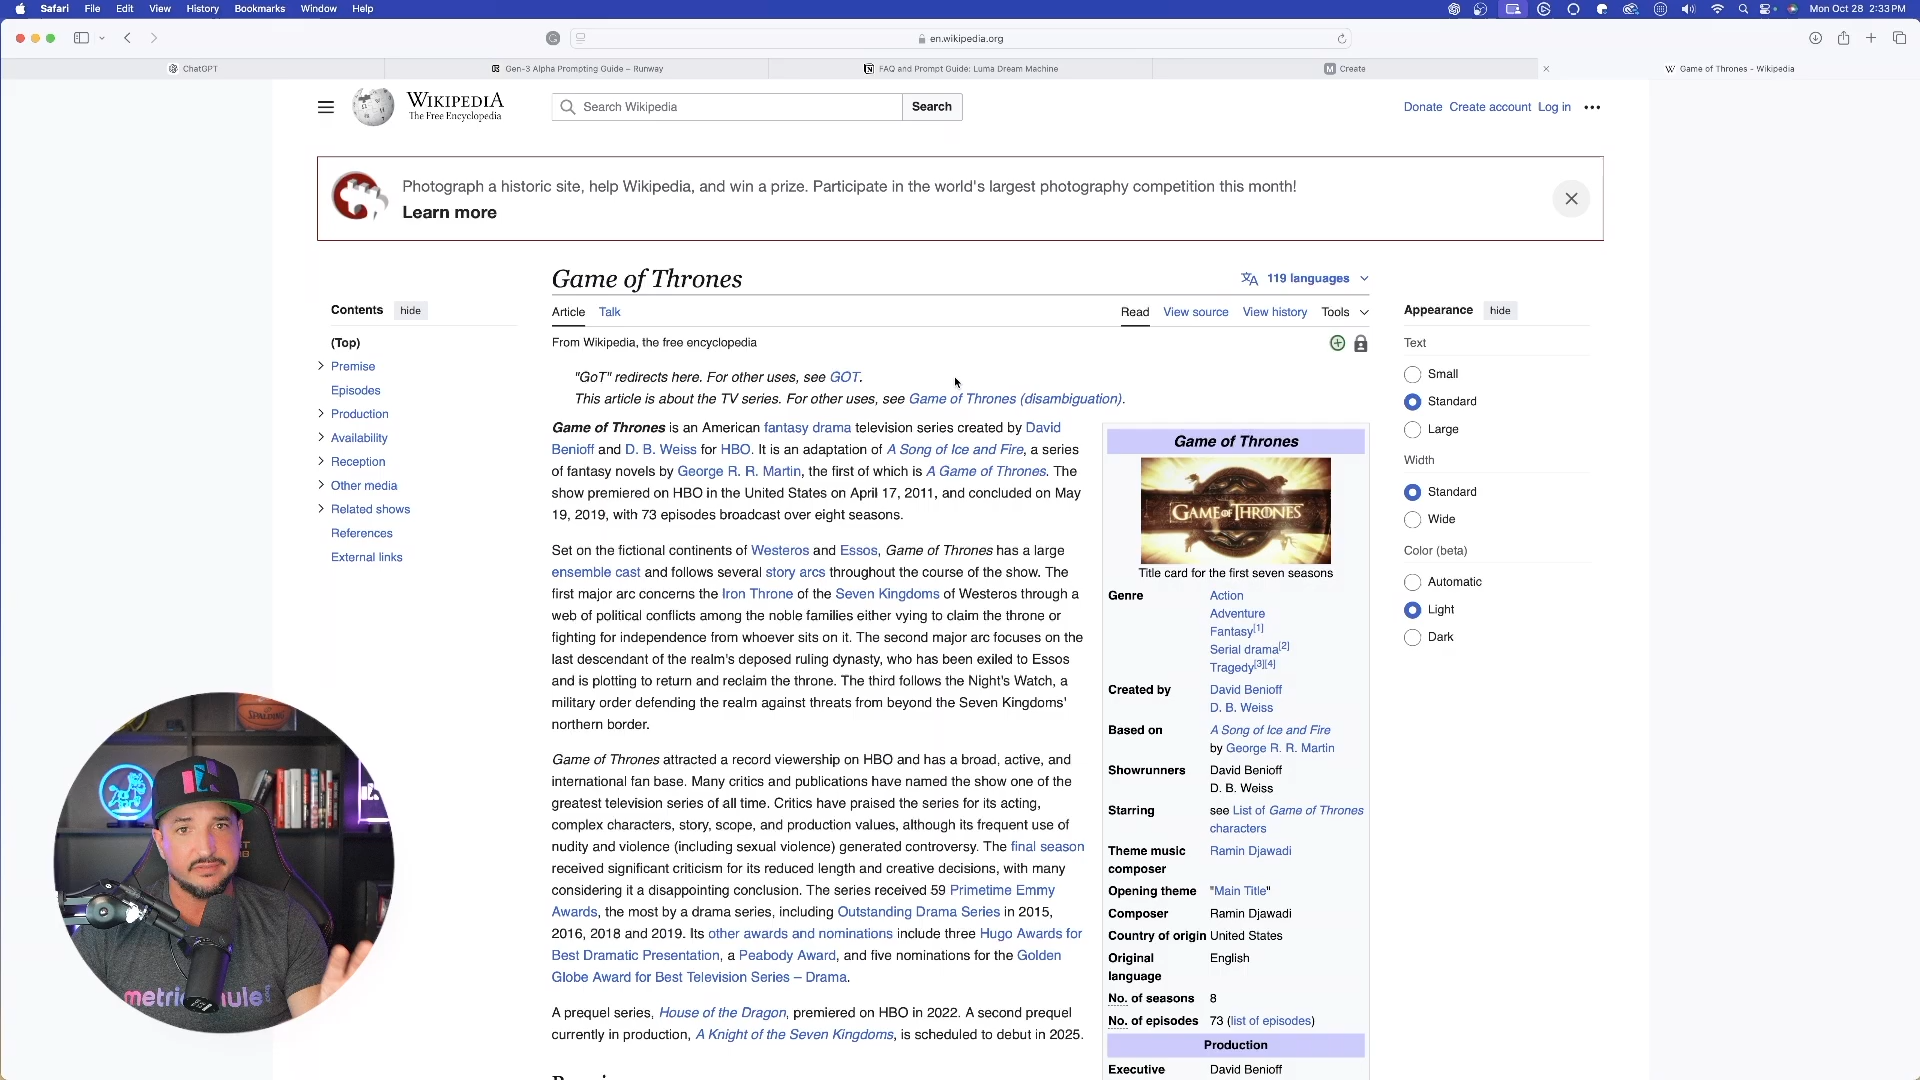 Safari File Edit View History Bookmarks Window Help
Mon Oct 28 2:33 PM
en.wikipedia.org
ChatGPT
Gen-3 Alpha Prompting Guide – Runway
FAQ and Prompt Guide: Luma Dream Machine
Create
Game of Thrones - Wikipedia
WIKIPEDIA
The Free Encyclopedia
Search Wikipedia
Search
Donate Create account Log in
Photograph a historic site, help Wikipedia, and win a prize. Participate in the world's largest photography competition this month!
Learn more
Game of Thrones
119 languages
Contents hide
Article Talk
Read View source View history Tools
From Wikipedia, the free encyclopedia
(Top)
Premise
Episodes
Production
Availability
Reception
Other media
Related shows
References
External links
"GoT" redirects here. For other uses, see GOT.
This article is about the TV series. For other uses, see Game of Thrones (disambiguation).
Game of Thrones is an American fantasy drama television series created by David
Benioff and D. B. Weiss for HBO. It is an adaptation of A Song of Ice and Fire, a series
of fantasy novels by George R. R. Martin, the first of which is A Game of Thrones. The
show premiered on HBO in the United States on April 17, 2011, and concluded on May
19, 2019, with 73 episodes broadcast over eight seasons.
Set on the fictional continents of Westeros and Essos, Game of Thrones has a large
ensemble cast and follows several story arcs throughout the course of the show. The
first major arc concerns the Iron Throne of the Seven Kingdoms of Westeros through a
web of political conflicts among the noble families either vying to claim the throne or
fighting for independence from whoever sits on it. The second major arc focuses on the
last descendant of the realm's deposed ruling dynasty, who has been exiled to Essos
and is plotting to return and reclaim the throne. The third follows the Night's Watch, a
military order defending the realm against threats from beyond the Seven Kingdoms'
northern border.
Game of Thrones attracted a record viewership on HBO and has a broad, active, and
international fan base. Many critics and publications have named the show one of the
greatest television series of all time. Critics have praised the series for its acting,
complex characters, story, scope, and production values, although its frequent use of
nudity and violence (including sexual violence) generated controversy. The final season
received significant criticism for its reduced length and creative decisions, with many
considering it a disappointing conclusion. The series received 59 Primetime Emmy
Awards, the most by a drama series, including Outstanding Drama Series in 2015,
2016, 2018 and 2019. Its other awards and nominations include three Hugo Awards for
Best Dramatic Presentation, a Peabody Award, and five nominations for the Golden
Globe Award for Best Television Series – Drama.
A prequel series, House of the Dragon, premiered on HBO in 2022. A second prequel
currently in production, A Knight of the Seven Kingdoms, is scheduled to debut in 2025.
Game of Thrones
GAME OF THRONES
Title card for the first seven seasons
Genre Action
Adventure
Fantasy[1]
Serial drama[2]
Tragedy[3][4]
Created by David Benioff
D. B. Weiss
Based on A Song of Ice and Fire
by George R. R. Martin
Showrunners David Benioff
D. B. Weiss
Starring see List of Game of Thrones
characters
Theme music Ramin Djawadi
composer
Opening theme "Main Title"
Composer Ramin Djawadi
Country of origin United States
Original English
language
No. of seasons 8
No. of episodes 73 (list of episodes)
Production
Executive David Benioff
Appearance hide
Text
Small
Standard
Large
Width
Standard
Wide
Color (beta)
Automatic
Light
Dark
SPALDING